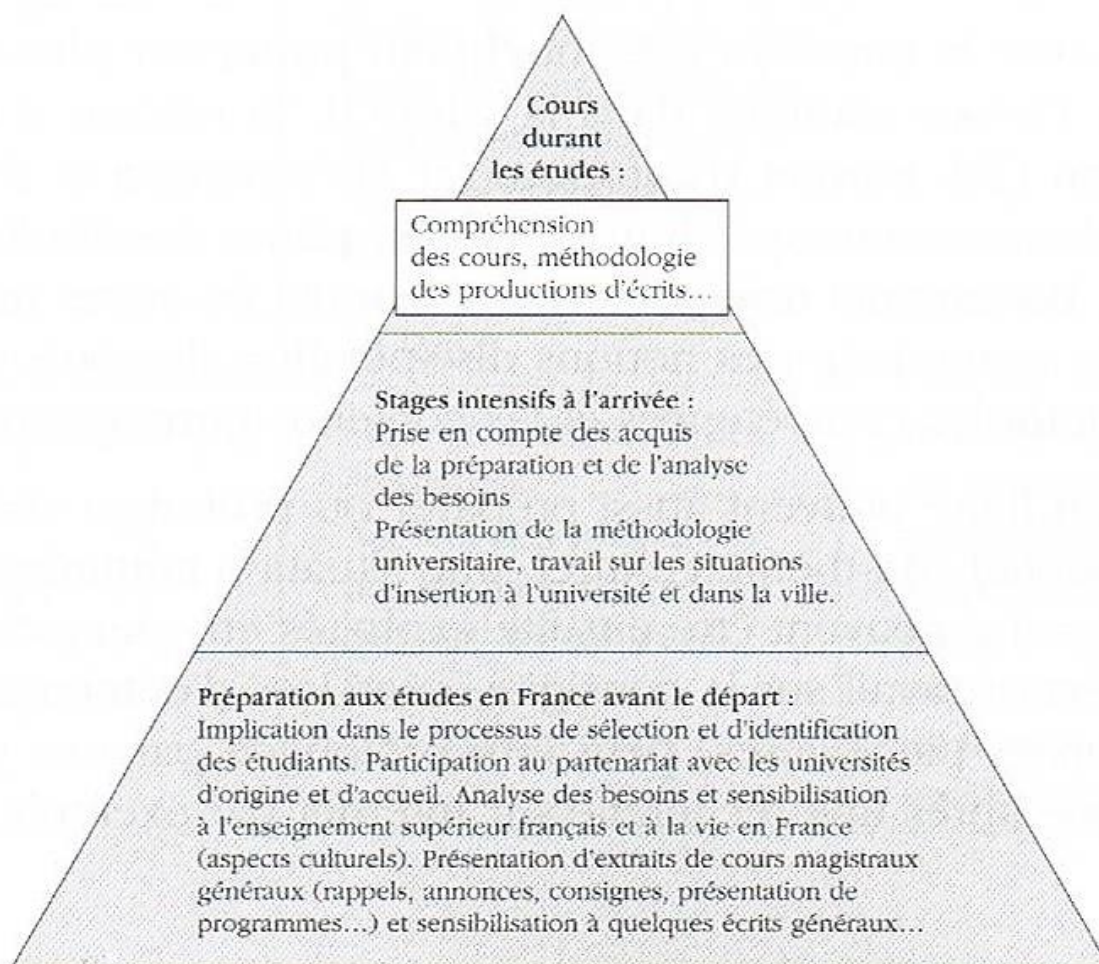 Cours
durant
les études :
Compréhension
des cours, méthodologie
des productions d'écrits…
Stages intensifs à l'arrivée :
Prise en compte des acquis
de la préparation et de l'analyse
des besoins
Présentation de la méthodologie
universitaire, travail sur les situations
d'insertion à l'université et dans la ville.
Préparation aux études en France avant le départ :
Implication dans le processus de sélection et d'identification
des étudiants. Participation au partenariat avec les universités
d'origine et d'accueil. Analyse des besoins et sensibilisation
à l'enseignement supérieur français et à la vie en France
(aspects culturels). Présentation d'extraits de cours magistraux
généraux (rappels, annonces, consignes, présentation de
programmes…) et sensibilisation à quelques écrits généraux…